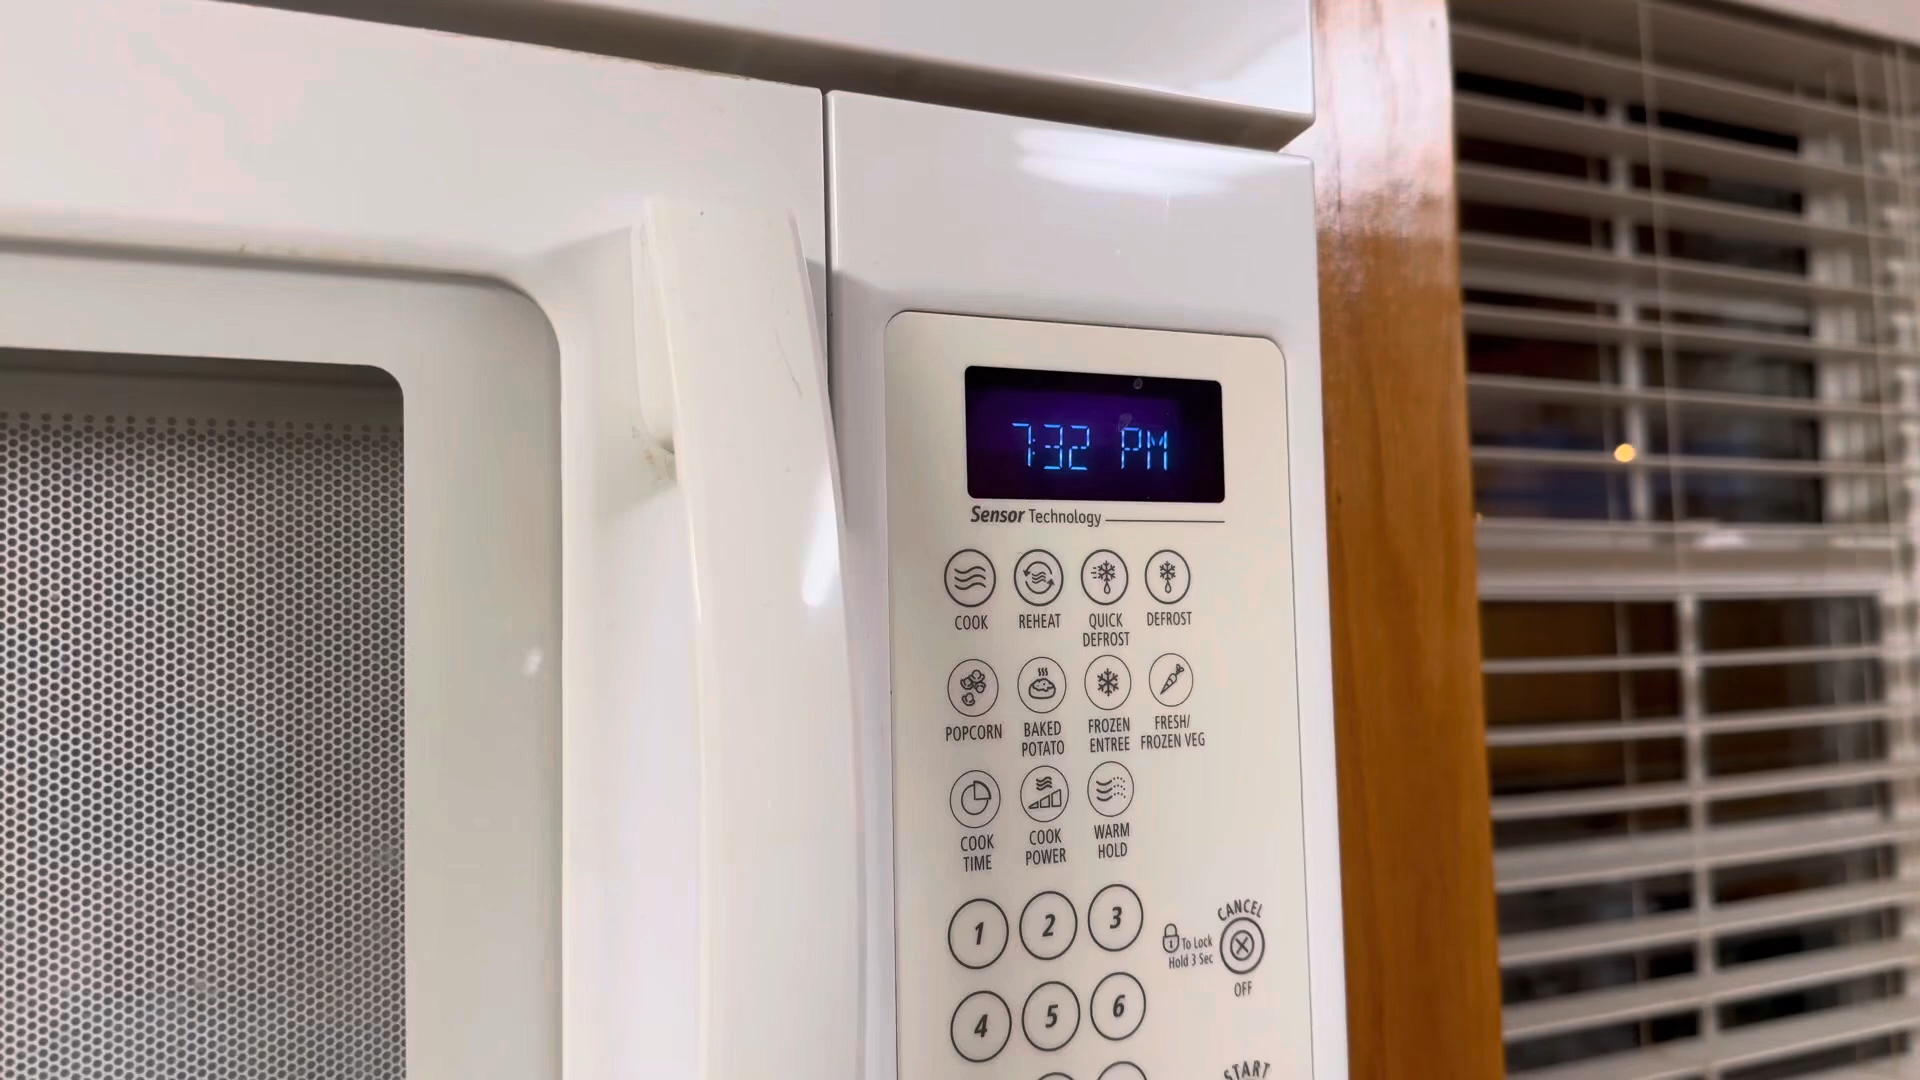 7:32 PM
Sensor Technology
COOK
REHEAT
QUICK
DEFROST
DEFROST
POPCORN
BAKED
POTATO
FROZEN
ENTREE
FRESH/
FROZEN VEG
COOK
TIME
COOK
POWER
WARM
HOLD
1
2
3
To Lock
Hold 3 Sec
CANCEL
OFF
4
5
6
START